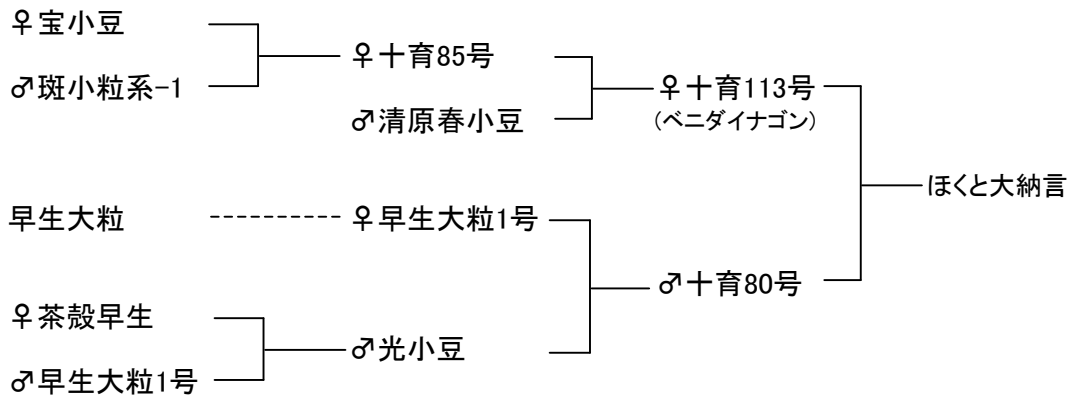 ♀宝小豆
♂斑小粒系-1
♀十育85号
♂清原春小豆
♀十育113号
(ベニダイナゴン)
ほくと大納言
早生大粒
♀早生大粒1号
♂十育80号
♀茶殻早生
♂早生大粒1号
♂光小豆